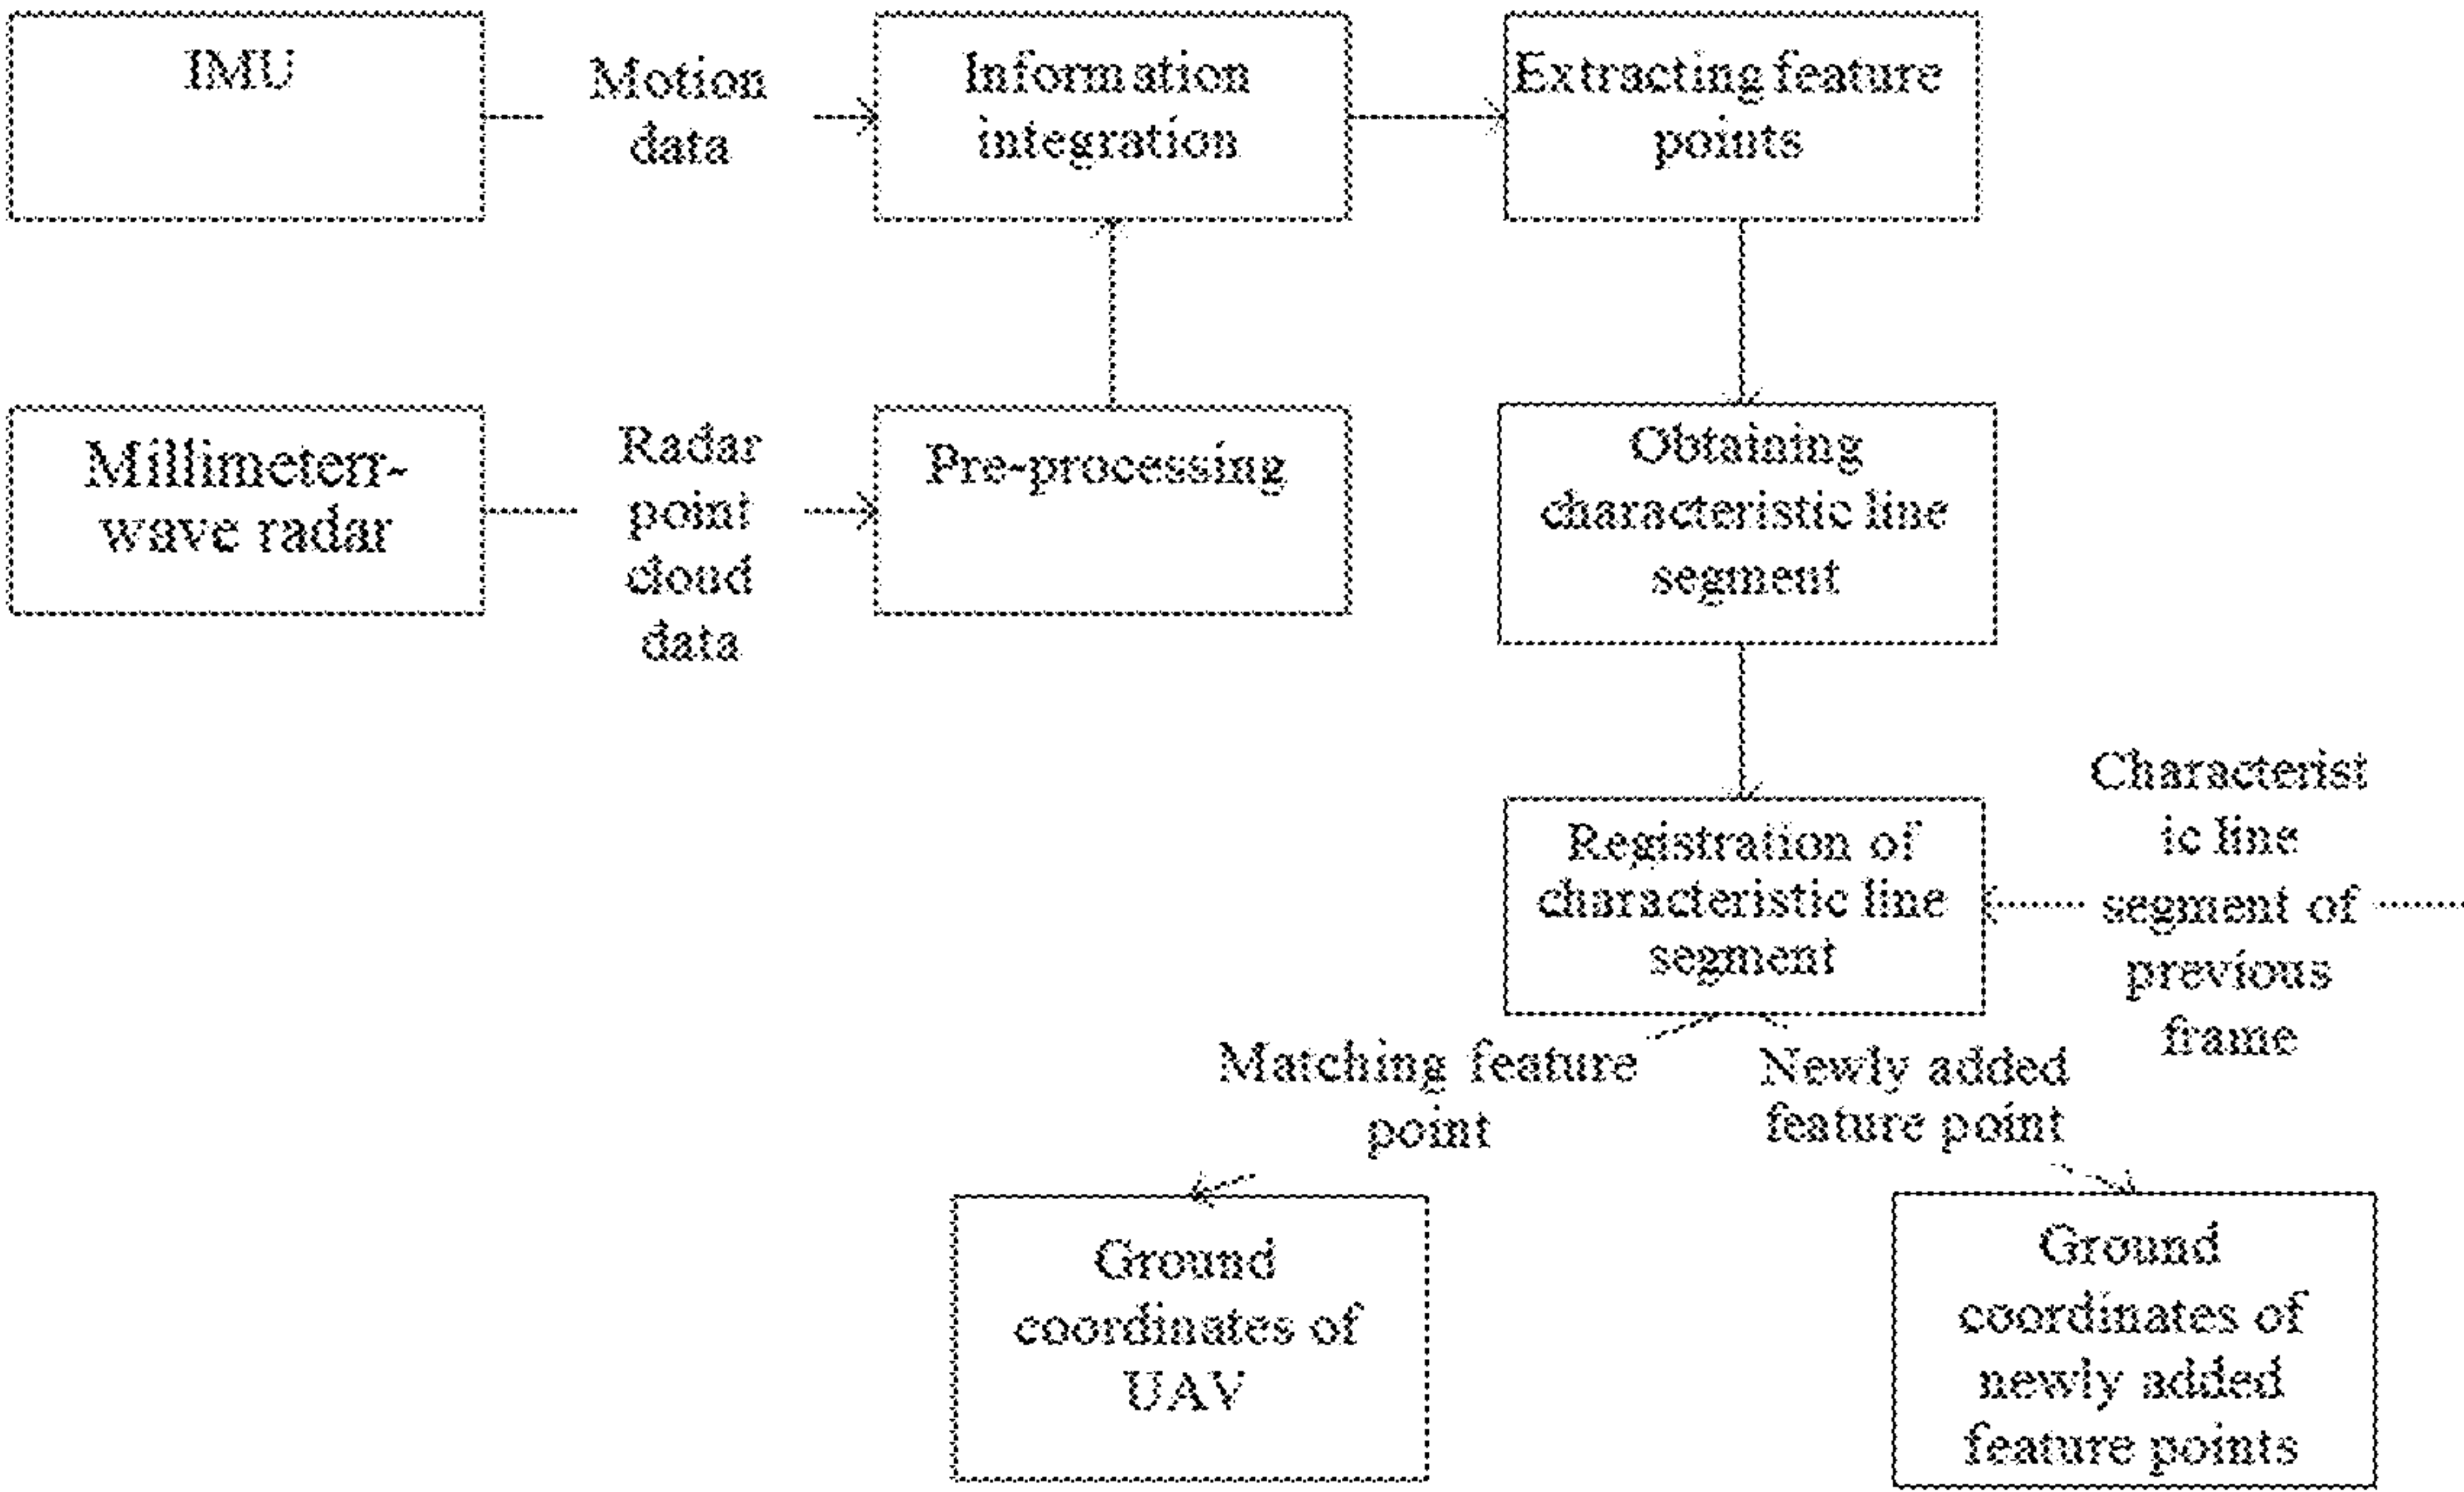 IMU
Motion
data
Information
integration
Extracting feature
points
Millimeterr-
wave radar
Radar
point
cloud
data
Pre-processing
Obtaining
characteristic line
segment
Registration of
characteristic line
segment
Characterist
ic line
segment of
previous
frame
Matching feature
point
Newly added
feature point
Ground
coordinates of
UAV
Ground
coordinates of
newly added
feature points